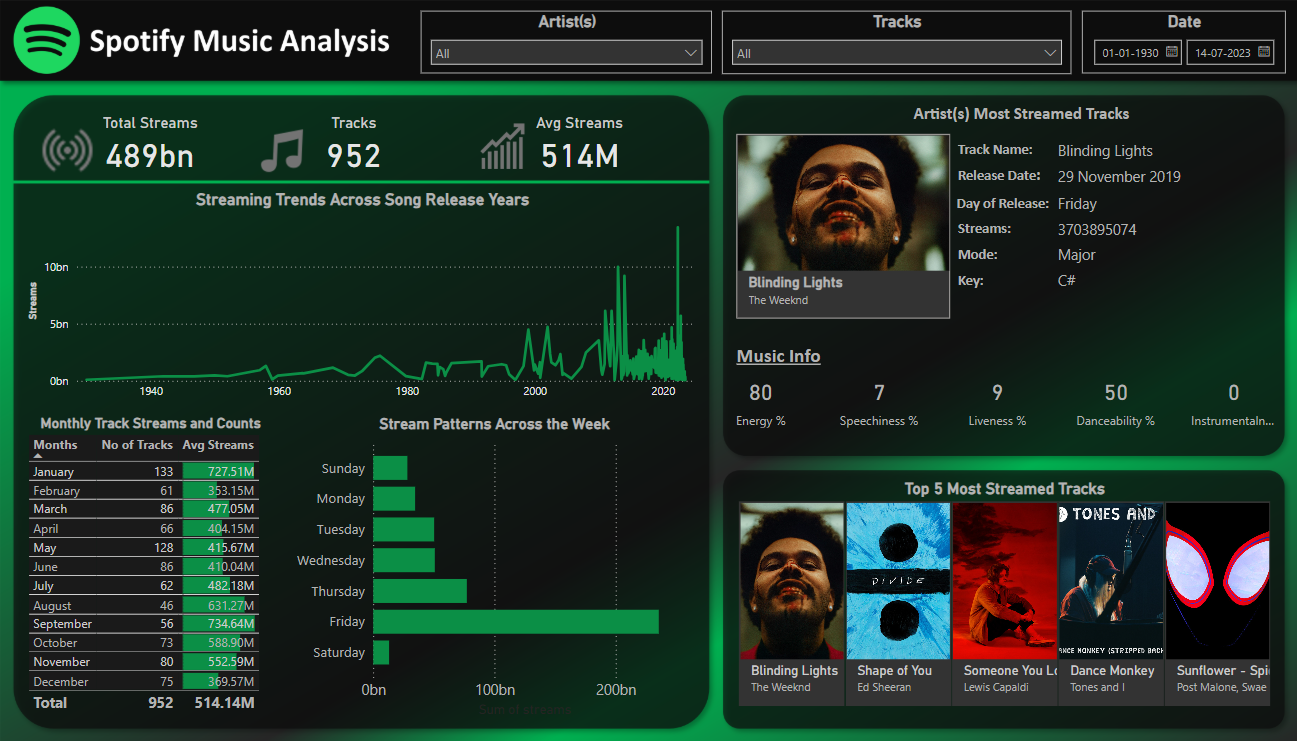 Spotify Music Analysis
Artist(s)
All
Tracks
All
Date
01-01-1930
14-07-2023
Total Streams
489bn
Tracks
952
Avg Streams
514M
Streaming Trends Across Song Release Years
Streams
10bn
5bn
0bn
1940 1960 1980 2000 2020
Monthly Track Streams and Counts
Months No of Tracks Avg Streams
January 133 727.51M
February 61 353.15M
March 86 477.05M
April 66 404.15M
May 128 415.67M
June 86 410.04M
July 62 482.18M
August 46 631.27M
September 56 734.64M
October 73 588.90M
November 80 552.59M
December 75 369.57M
Total 952 514.14M
Stream Patterns Across the Week
Sunday
Monday
Tuesday
Wednesday
Thursday
Friday
Saturday
0bn 100bn 200bn
Sum of streams
Artist(s) Most Streamed Tracks
Blinding Lights
The Weeknd
Track Name: Blinding Lights
Release Date: 29 November 2019
Day of Release: Friday
Streams: 3703895074
Mode: Major
Key: C#
Music Info
80 7 9 50 0
Energy % Speechiness % Liveness % Danceability % Instrumentaln...
Top 5 Most Streamed Tracks
DIVIDE
TONES AND
DANCE MONKEY (STRIPPED BACK
Blinding Lights
The Weeknd
Shape of You
Ed Sheeran
Someone You Lo
Lewis Capaldi
Dance Monkey
Tones and I
Sunflower - Spi
Post Malone, Swae